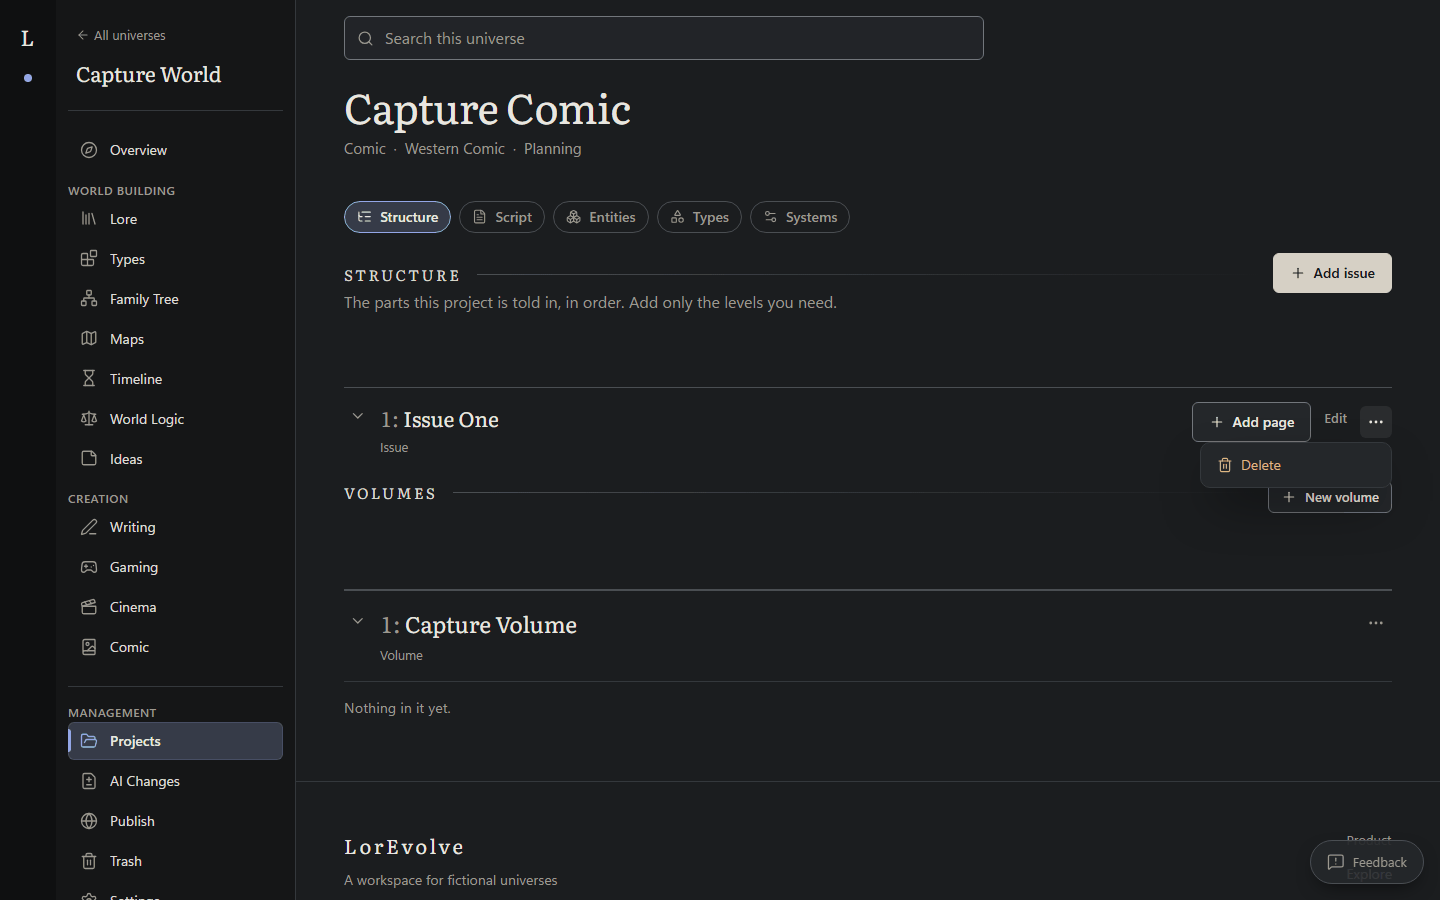 L
All universes
Capture World
Overview
WORLD BUILDING
Lore
Types
Family Tree
Maps
Timeline
World Logic
Ideas
CREATION
Writing
Gaming
Cinema
Comic
MANAGEMENT
Projects
AI Changes
Publish
Trash
Settings
Search this universe
Capture Comic
Comic · Western Comic · Planning
Structure
Script
Entities
Types
Systems
STRUCTURE
Add issue
The parts this project is told in, in order. Add only the levels you need.
1: Issue One
Issue
Add page
Edit
Delete
VOLUMES
New volume
1: Capture Volume
Volume
Nothing in it yet.
LorEvolve
A workspace for fictional universes
Product
Feedback
Explore